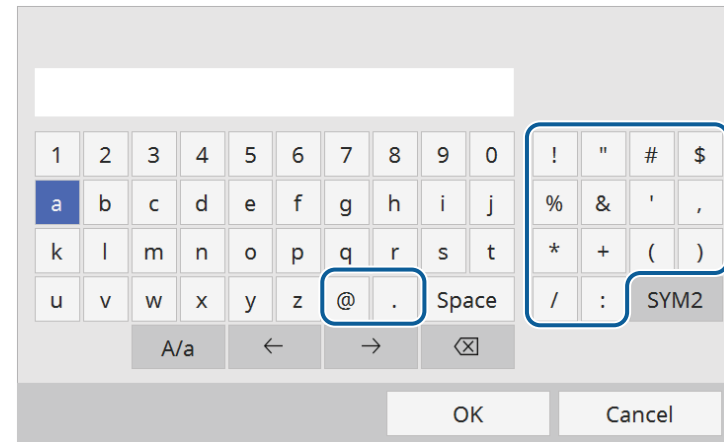 1 2 3 4 5 6 7 8 9 0 ! " # $
a b c d e f g h i j % & ' ,
k l m n o p q r s t * + ( )
u v w x y z @ . Space / : SYM2
A/a ← → ⌫
OK Cancel